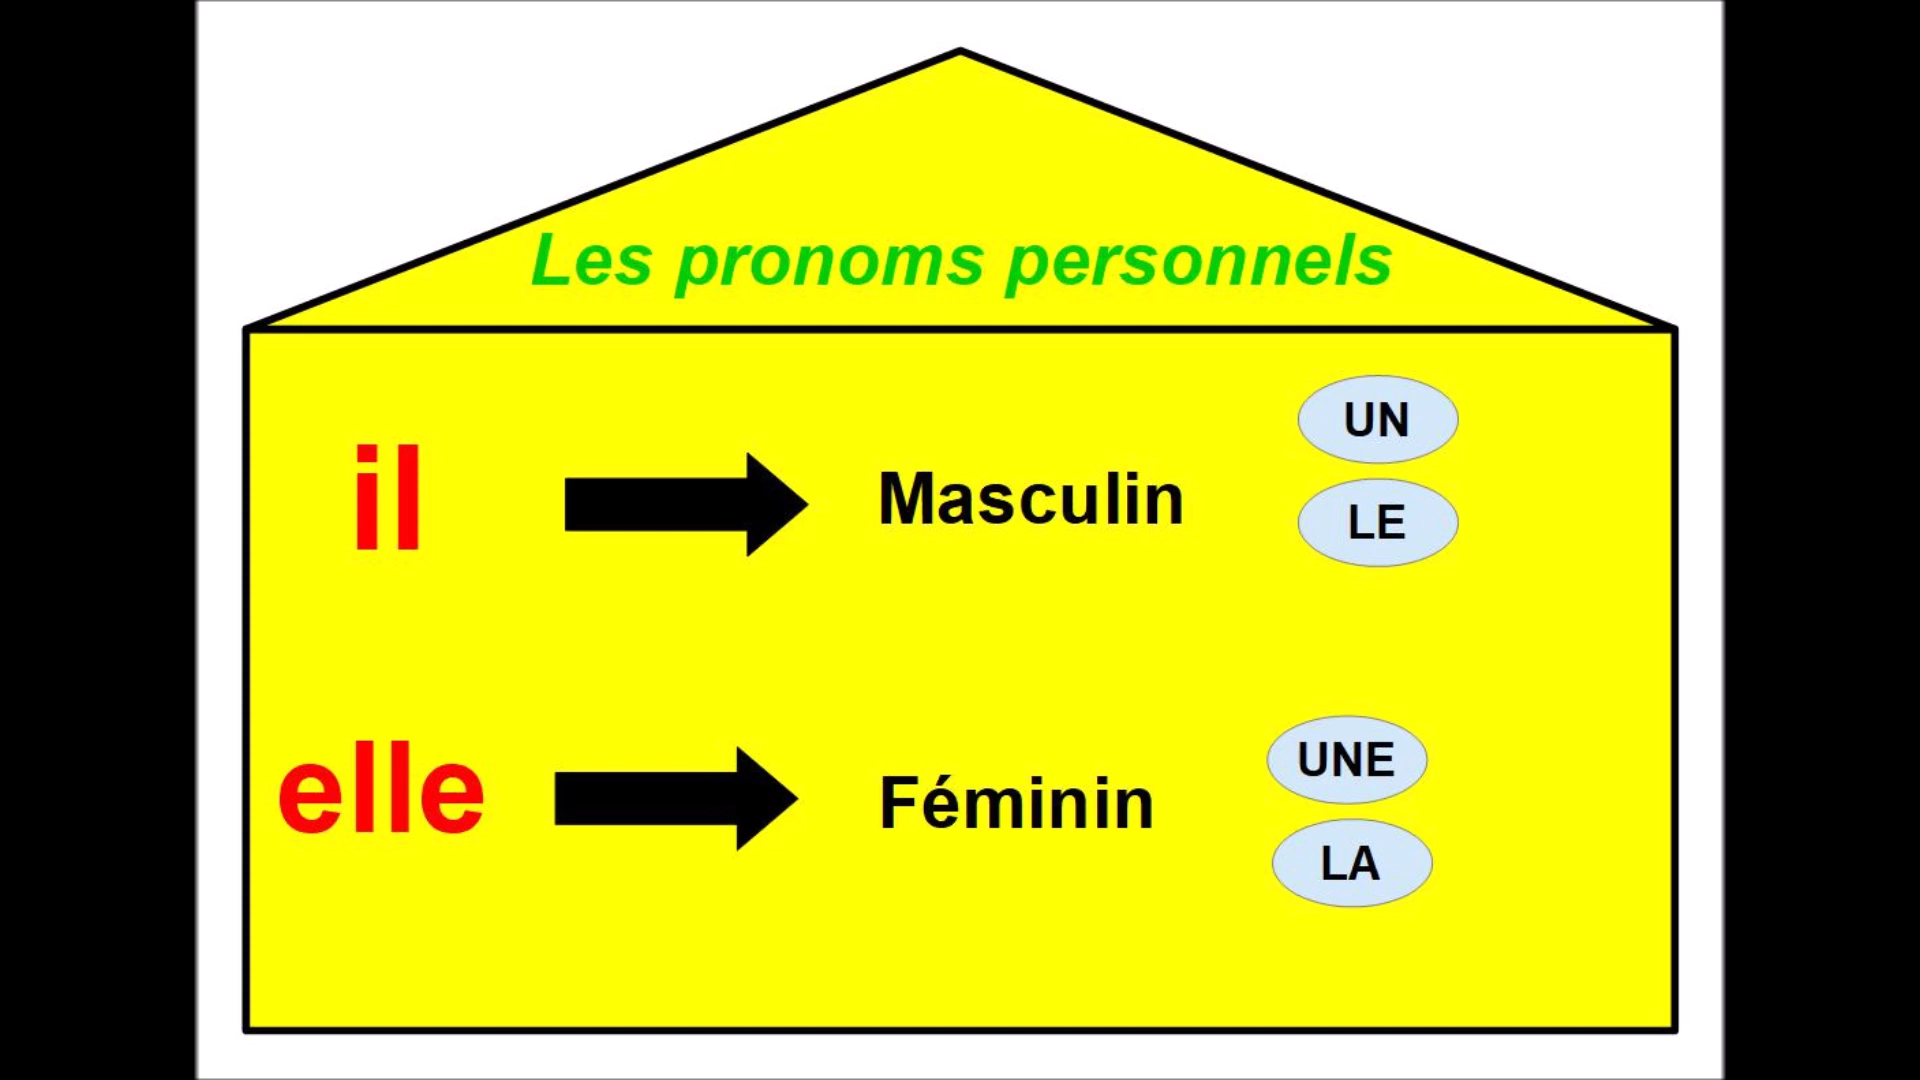 Les pronoms personnels
il
Masculin
UN
LE
elle
Féminin
UNE
LA